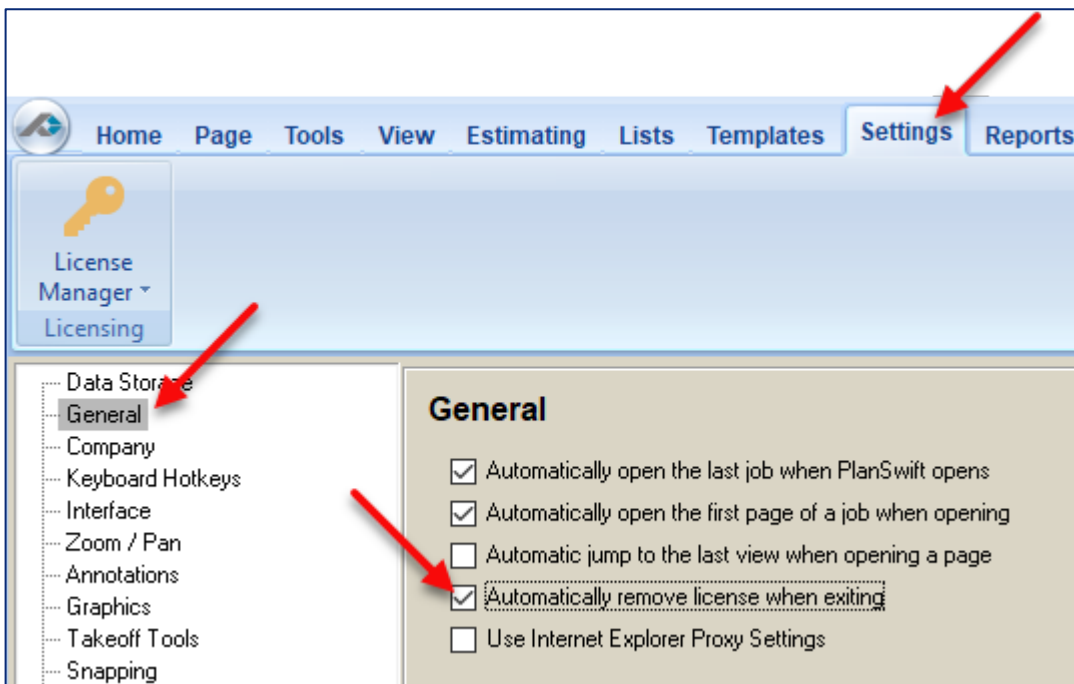 Home Page Tools View Estimating Lists Templates Settings Reports
License
Manager
Licensing
Data Storage
General
Company
Keyboard Hotkeys
Interface
Zoom / Pan
Annotations
Graphics
Takeoff Tools
Snapping
General
Automatically open the last job when PlanSwift opens
Automatically open the first page of a job when opening
Automatic jump to the last view when opening a page
Automatically remove license when exiting
Use Internet Explorer Proxy Settings